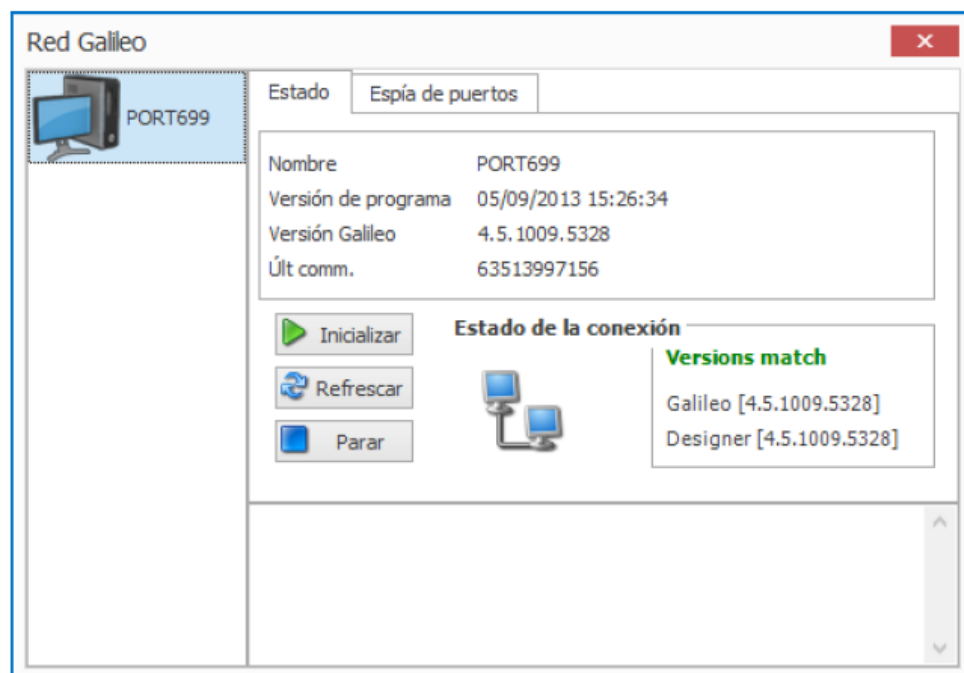 Red Galileo
PORT699
Estado
Espía de puertos
Nombre PORT699
Versión de programa 05/09/2013 15:26:34
Versión Galileo 4.5.1009.5328
Últ comm. 63513997156
Inicializar
Refrescar
Parar
Estado de la conexión
Versions match
Galileo [4.5.1009.5328]
Designer [4.5.1009.5328]